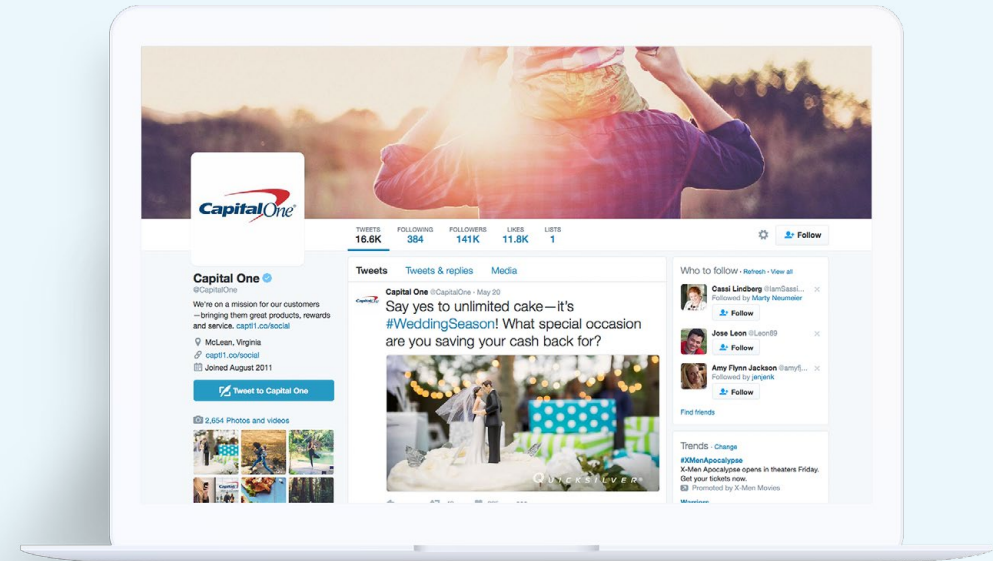 CapitalOne®
TWEETS
16.6K
FOLLOWING
384
FOLLOWERS
141K
LIKES
11.8K
LISTS
1
Follow
Capital One
@CapitalOne
We're on a mission for our customers
—bringing them great products, rewards
and service. captl1.co/social
McLean, Virginia
captl1.co/social
Joined August 2011
Tweet to Capital One
2,654 Photos and videos
Tweets Tweets & replies Media
Capital One @CapitalOne · May 20
Say yes to unlimited cake—it's
#WeddingSeason! What special occasion
are you saving your cash back for?
QUICKSILVER®
Who to follow · Refresh · View all
Cassi Lindberg @IamSassi...
Followed by Marty Neumeier
Follow
Jose Leon @Leon89
Follow
Amy Flynn Jackson @amyfj...
Followed by jenjenk
Follow
Find friends
Trends · Change
#XMenApocalypse
X-Men Apocalypse opens in theaters Friday.
Get your tickets now.
Promoted by X-Men Movies
Warriors